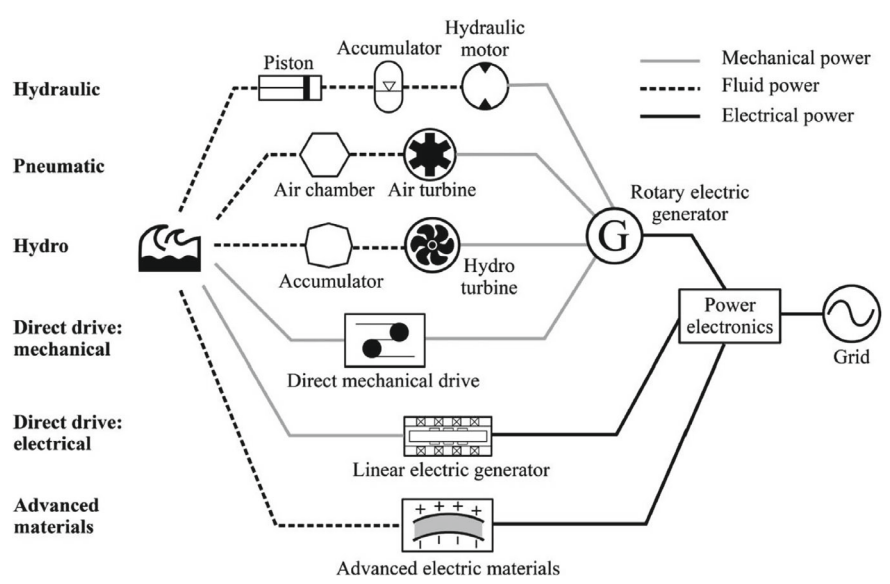 Hydraulic
motor
Accumulator
Piston
Mechanical power
Hydraulic
Fluid power
Electrical power
Pneumatic
Air chamber
Air turbine
Rotary electric
generator
G
Hydro
Accumulator
Hydro
turbine
Power
electronics
Direct drive:
mechanical
Grid
Direct mechanical drive
Direct drive:
electrical
Linear electric generator
Advanced
materials
Advanced electric materials